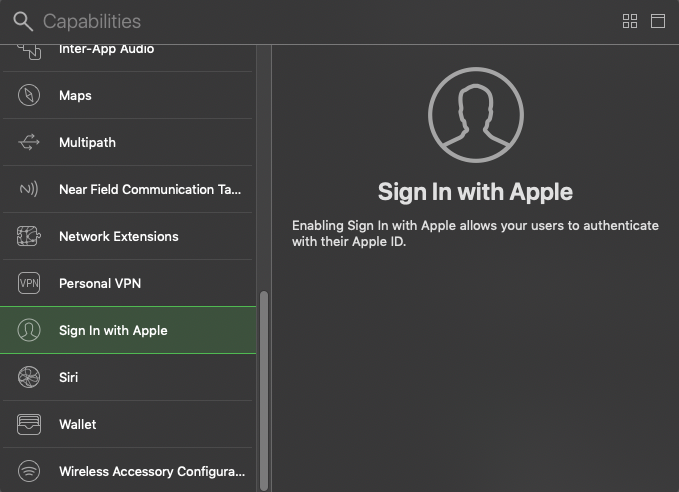 Capabilities
Inter-App Audio
Maps
Multipath
Near Field Communication Ta...
Network Extensions
VPN
Personal VPN
Sign In with Apple
Siri
Wallet
Wireless Accessory Configura...
Sign In with Apple
Enabling Sign In with Apple allows your users to authenticate
with their Apple ID.